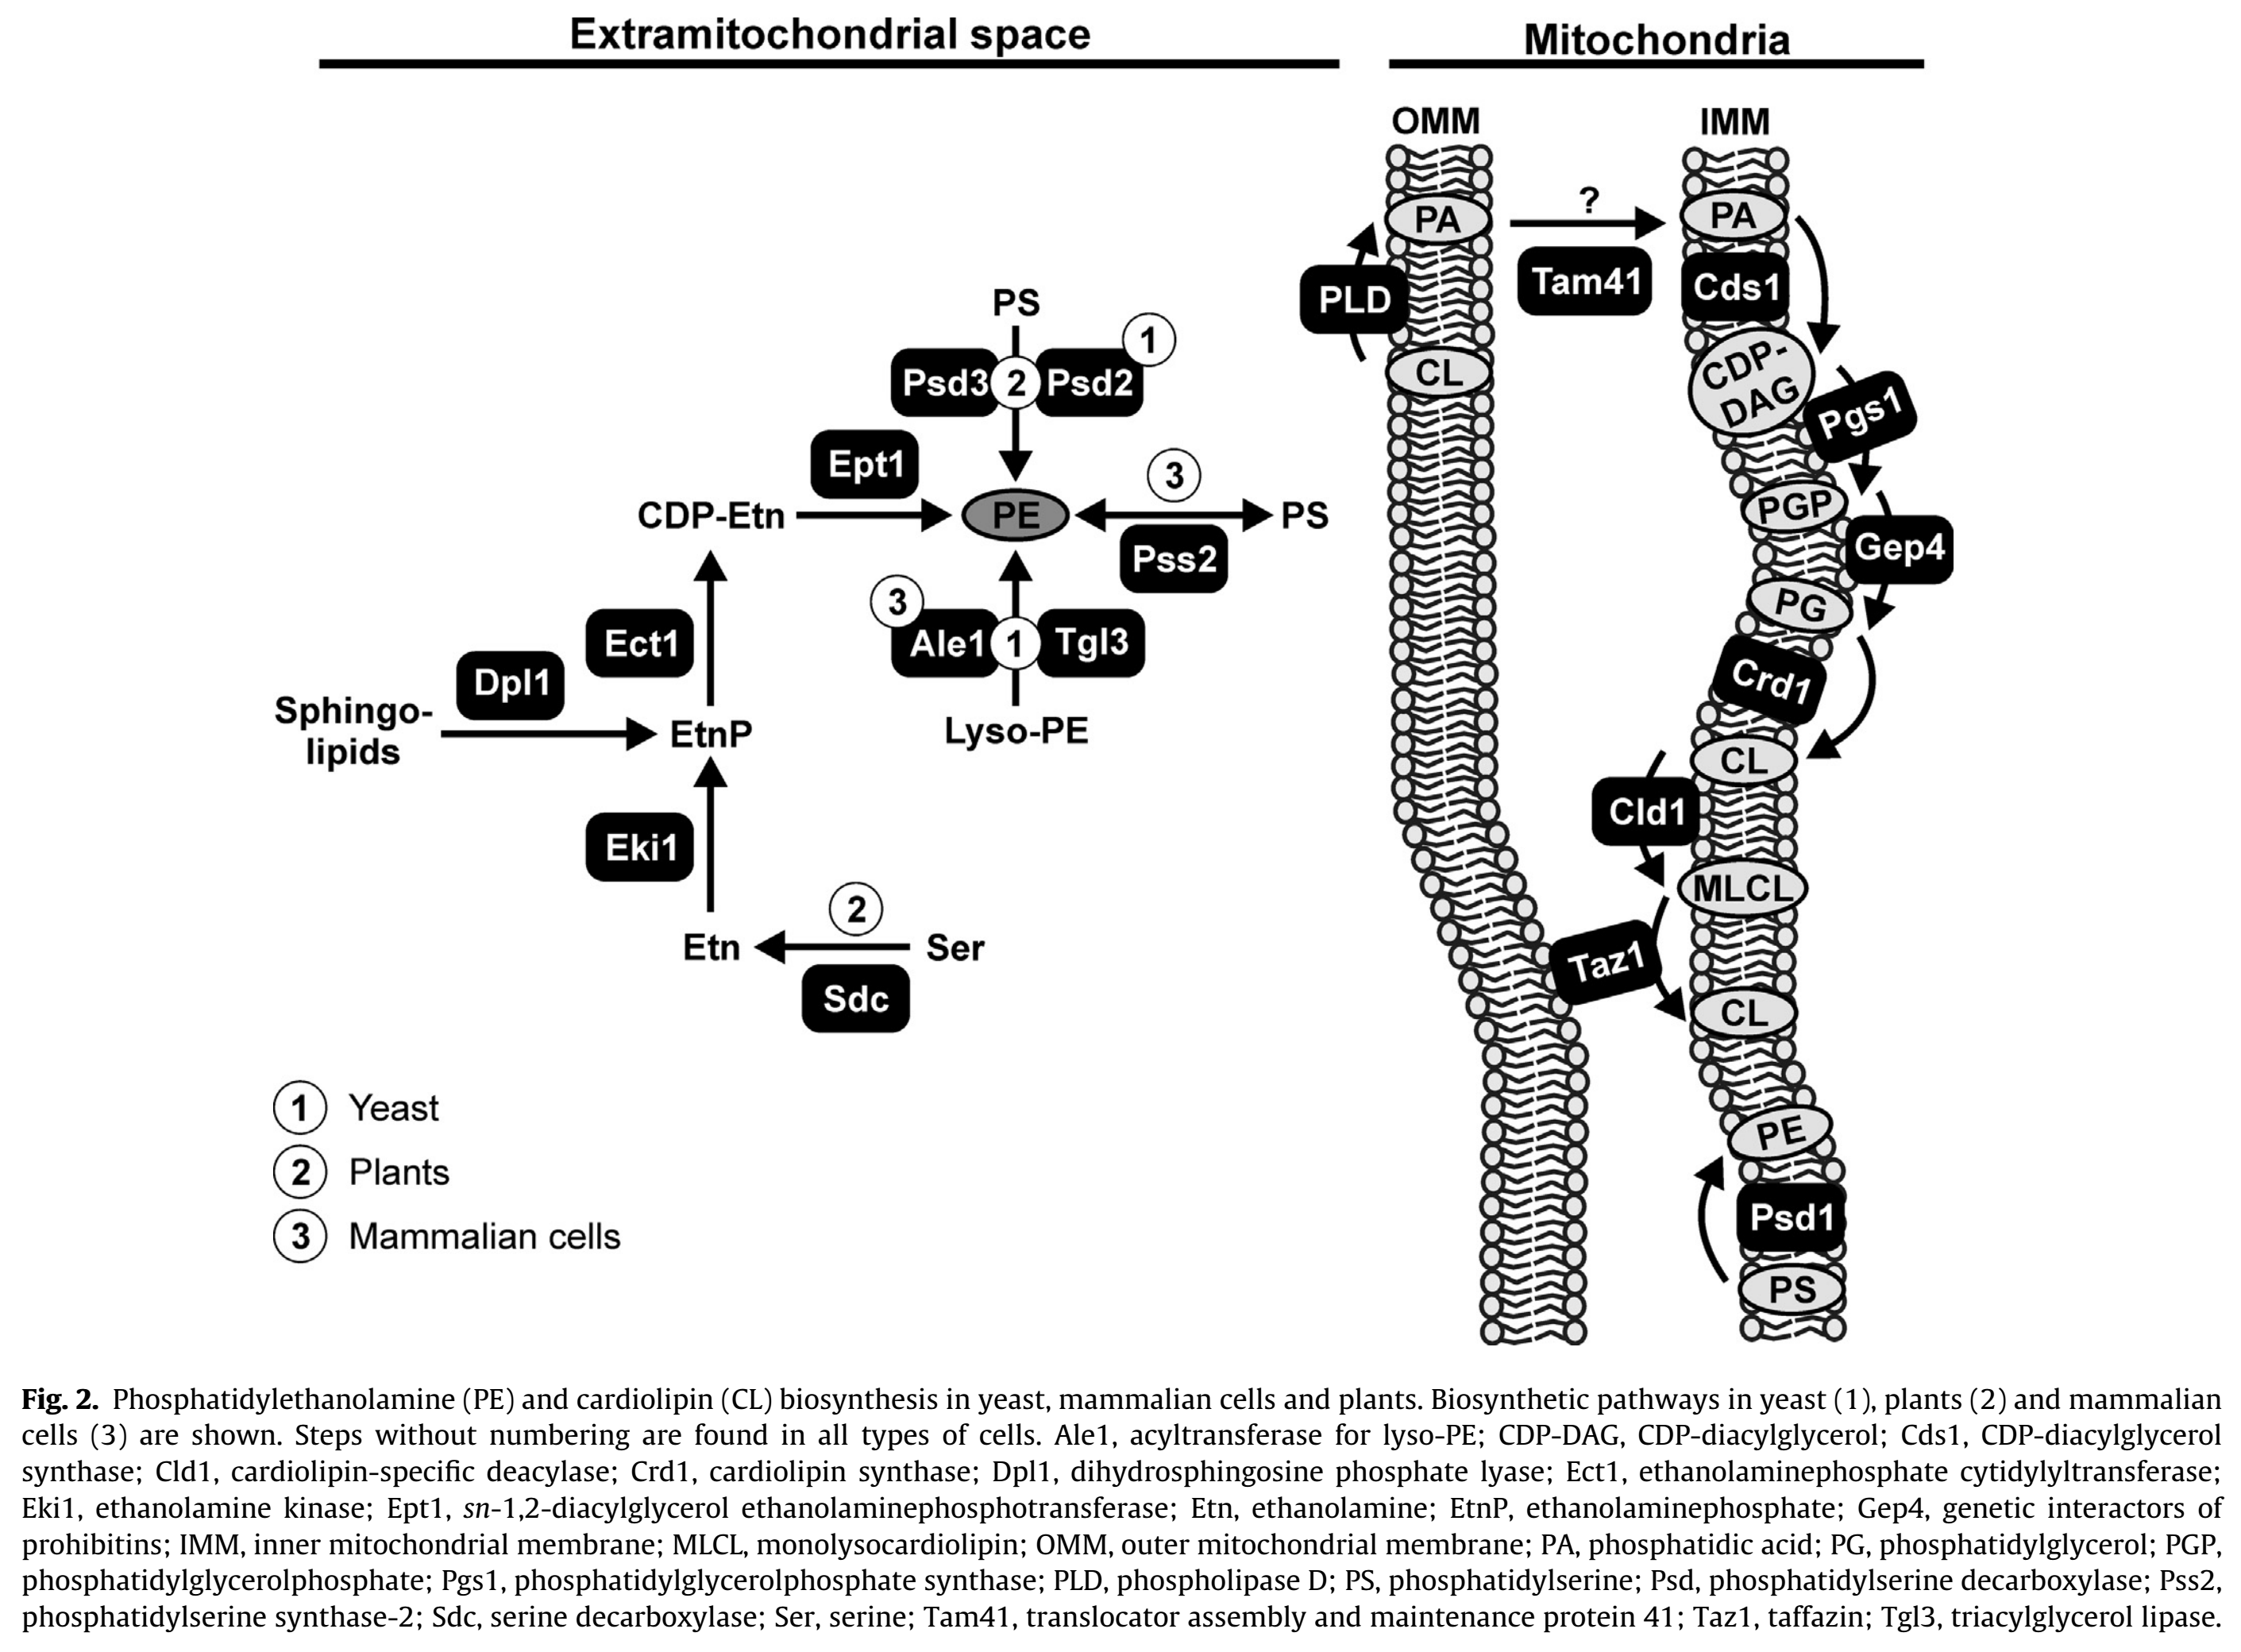 Extramitochondrial space
Mitochondria
OMM
IMM
PA
?
PA
Tam41
Cds1
PLD
CL
CDP-
DAG
Pgs1
PGP
Gep4
PG
Crd1
CL
Cld1
MLCL
Taz1
CL
PE
Psd1
PS
PS
1
Psd3
2
Psd2
Ept1
3
CDP-Etn
PE
PS
Pss2
3
Ale1
1
Tgl3
Ect1
Dpl1
Sphingo-
lipids
EtnP
Lyso-PE
Eki1
2
Etn
Ser
Sdc
1 Yeast
2 Plants
3 Mammalian cells
Fig. 2. Phosphatidylethanolamine (PE) and cardiolipin (CL) biosynthesis in yeast, mammalian cells and plants. Biosynthetic pathways in yeast (1), plants (2) and mammalian
cells (3) are shown. Steps without numbering are found in all types of cells. Ale1, acyltransferase for lyso-PE; CDP-DAG, CDP-diacylglycerol; Cds1, CDP-diacylglycerol
synthase; Cld1, cardiolipin-specific deacylase; Crd1, cardiolipin synthase; Dpl1, dihydrosphingosine phosphate lyase; Ect1, ethanolaminephosphate cytidylyltransferase;
Eki1, ethanolamine kinase; Ept1, sn-1,2-diacylglycerol ethanolaminephosphotransferase; Etn, ethanolamine; EtnP, ethanolaminephosphate; Gep4, genetic interactors of
prohibitins; IMM, inner mitochondrial membrane; MLCL, monolysocardiolipin; OMM, outer mitochondrial membrane; PA, phosphatidic acid; PG, phosphatidylglycerol; PGP,
phosphatidylglycerolphosphate; Pgs1, phosphatidylglycerolphosphate synthase; PLD, phospholipase D; PS, phosphatidylserine; Psd, phosphatidylserine decarboxylase; Pss2,
phosphatidylserine synthase-2; Sdc, serine decarboxylase; Ser, serine; Tam41, translocator assembly and maintenance protein 41; Taz1, taffazin; Tgl3, triacylglycerol lipase.